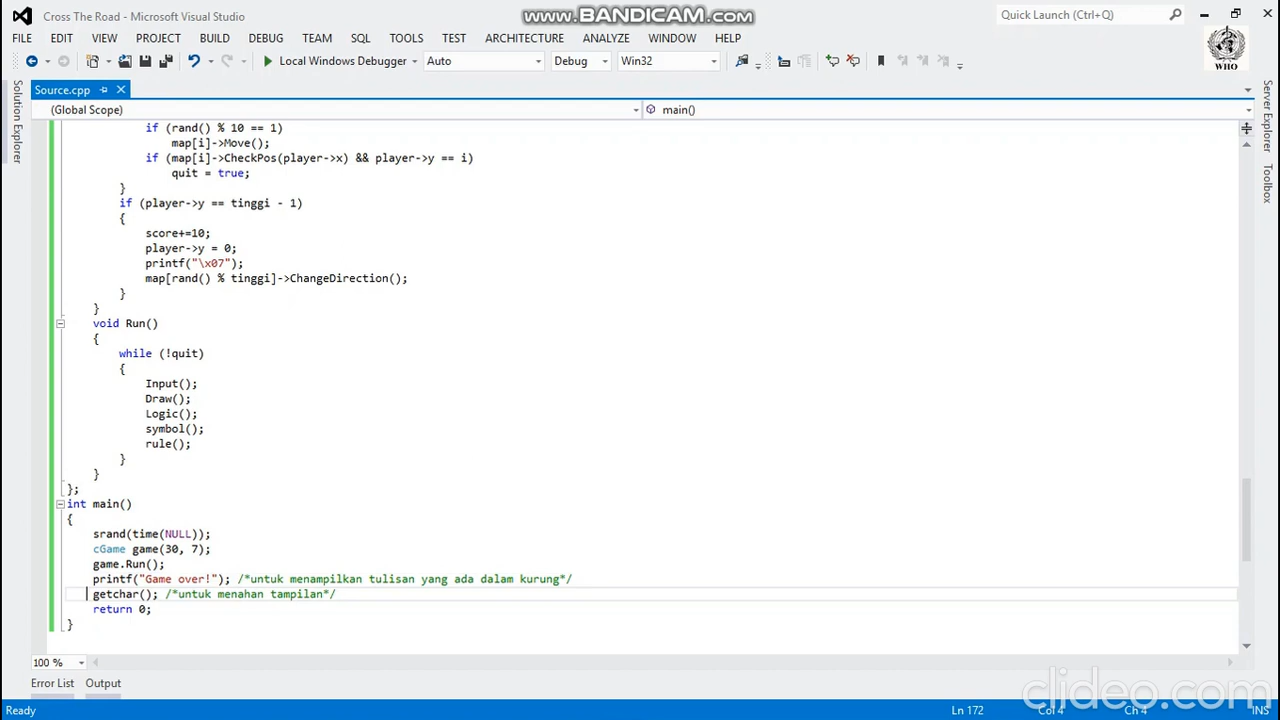 Cross The Road - Microsoft Visual Studio
www.BANDICAM.com
Quick Launch (Ctrl+Q)
FILE EDIT VIEW PROJECT BUILD DEBUG TEAM SQL TOOLS TEST ARCHITECTURE ANALYZE WINDOW HELP
WHO
Local Windows Debugger Auto Debug Win32
Source.cpp
(Global Scope) main()
Solution Explorer
Server Explorer
Toolbox
if (rand() % 10 == 1)
map[i]->Move();
if (map[i]->CheckPos(player->x) && player->y == i)
quit = true;
}
if (player->y == tinggi - 1)
{
score+=10;
player->y = 0;
printf("\x07");
map[rand() % tinggi]->ChangeDirection();
}
}
void Run()
{
while (!quit)
{
Input();
Draw();
Logic();
symbol();
rule();
}
}
};
int main()
{
srand(time(NULL));
cGame game(30, 7);
game.Run();
printf("Game over!"); /*untuk menampilkan tulisan yang ada dalam kurung*/
getchar(); /*untuk menahan tampilan*/
return 0;
}
100 %
Error List Output
clideo.com
Ready Ln 172 Col 4 Ch 4 INS